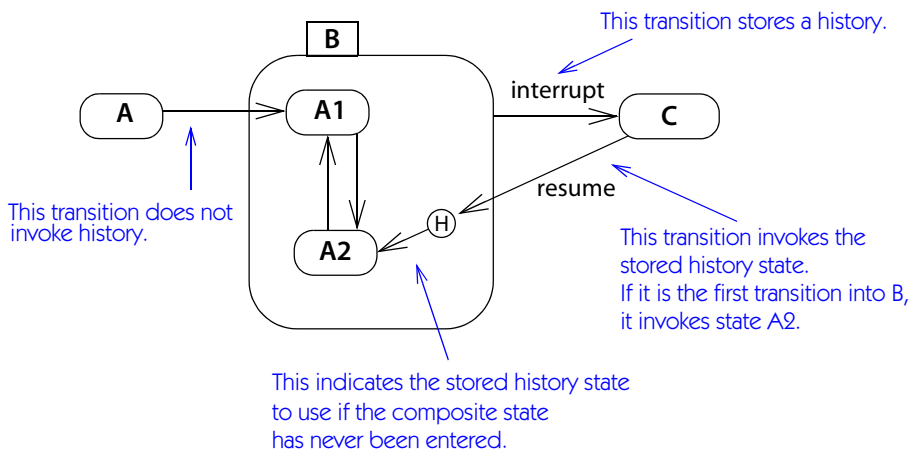 This transition stores a history.
B
interrupt
A
A1
C
resume
This transition does not
invoke history.
H
A2
This transition invokes the
stored history state.
If it is the first transition into B,
it invokes state A2.
This indicates the stored history state
to use if the composite state
has never been entered.